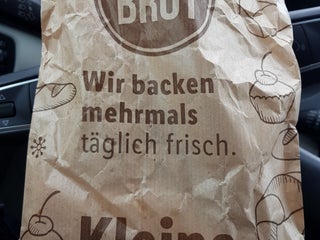 BROT
Wir backen
mehrmals
täglich frisch.
Kleine